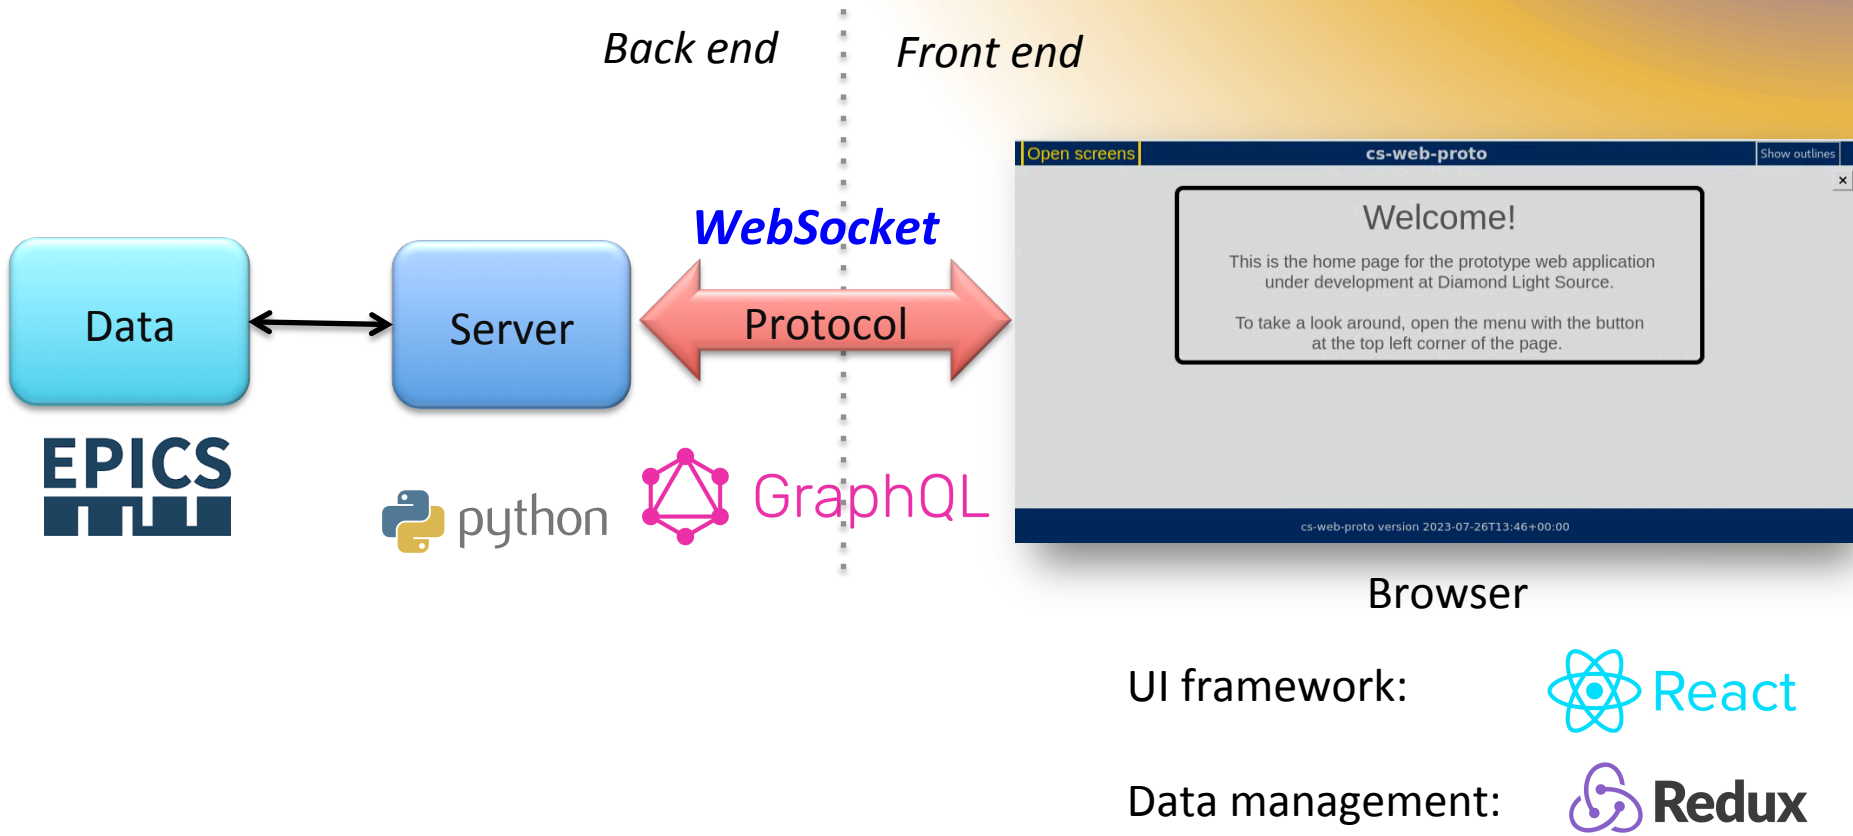 Back end
Front end
Open screens
cs-web-proto
Show outlines
×
Welcome!
This is the home page for the prototype web application
under development at Diamond Light Source.
To take a look around, open the menu with the button
at the top left corner of the page.
WebSocket
Data
Server
Protocol
EPICS
python
GraphQL
cs-web-proto version 2023-07-26T13:46+00:00
Browser
UI framework:
React
Data management:
Redux